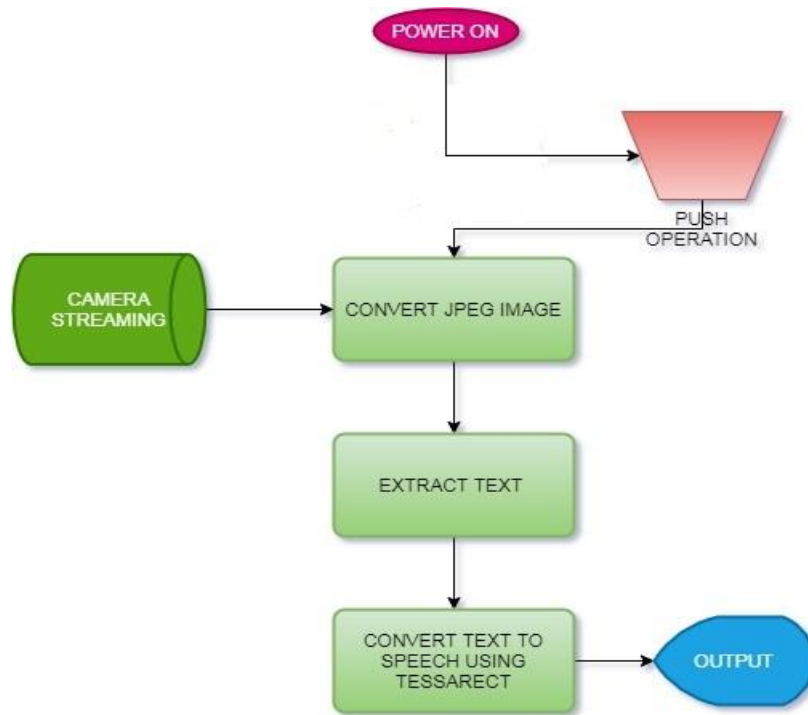 POWER ON
PUSH
OPERATION
CAMERA
STREAMING
CONVERT JPEG IMAGE
EXTRACT TEXT
CONVERT TEXT TO
SPEECH USING
TESSARECT
OUTPUT